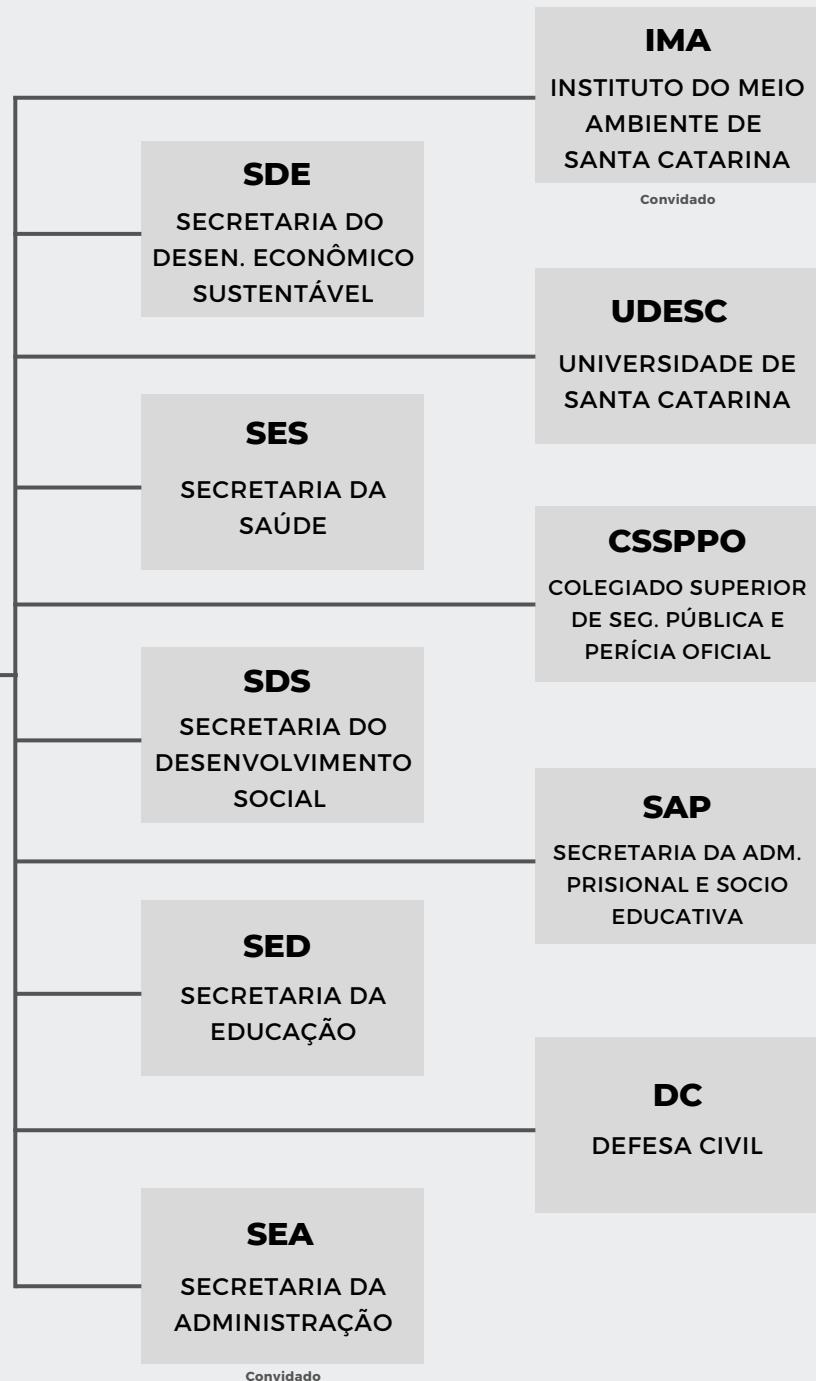 IMA
INSTITUTO DO MEIO
AMBIENTE DE
SANTA CATARINA
Convidado
SDE
SECRETARIA DO
DESEN. ECONÔMICO
SUSTENTÁVEL
UDESC
UNIVERSIDADE DE
SANTA CATARINA
SES
SECRETARIA DA
SAÚDE
CSSPPO
COLEGIADO SUPERIOR
DE SEG. PÚBLICA E
PERÍCIA OFICIAL
SDS
SECRETARIA DO
DESENVOLVIMENTO
SOCIAL
SAP
SECRETARIA DA ADM.
PRISIONAL E SOCIO
EDUCATIVA
SED
SECRETARIA DA
EDUCAÇÃO
DC
DEFESA CIVIL
SEA
SECRETARIA DA
ADMINISTRAÇÃO
Convidado